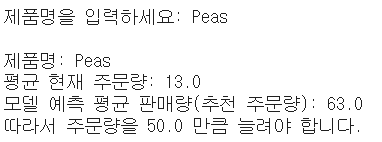 제품명을 입력하세요: Peas
제품명: Peas
평균 현재 주문량: 13.0
모델 예측 평균 판매량(추천 주문량): 63.0
따라서 주문량을 50.0 만큼 늘려야 합니다.